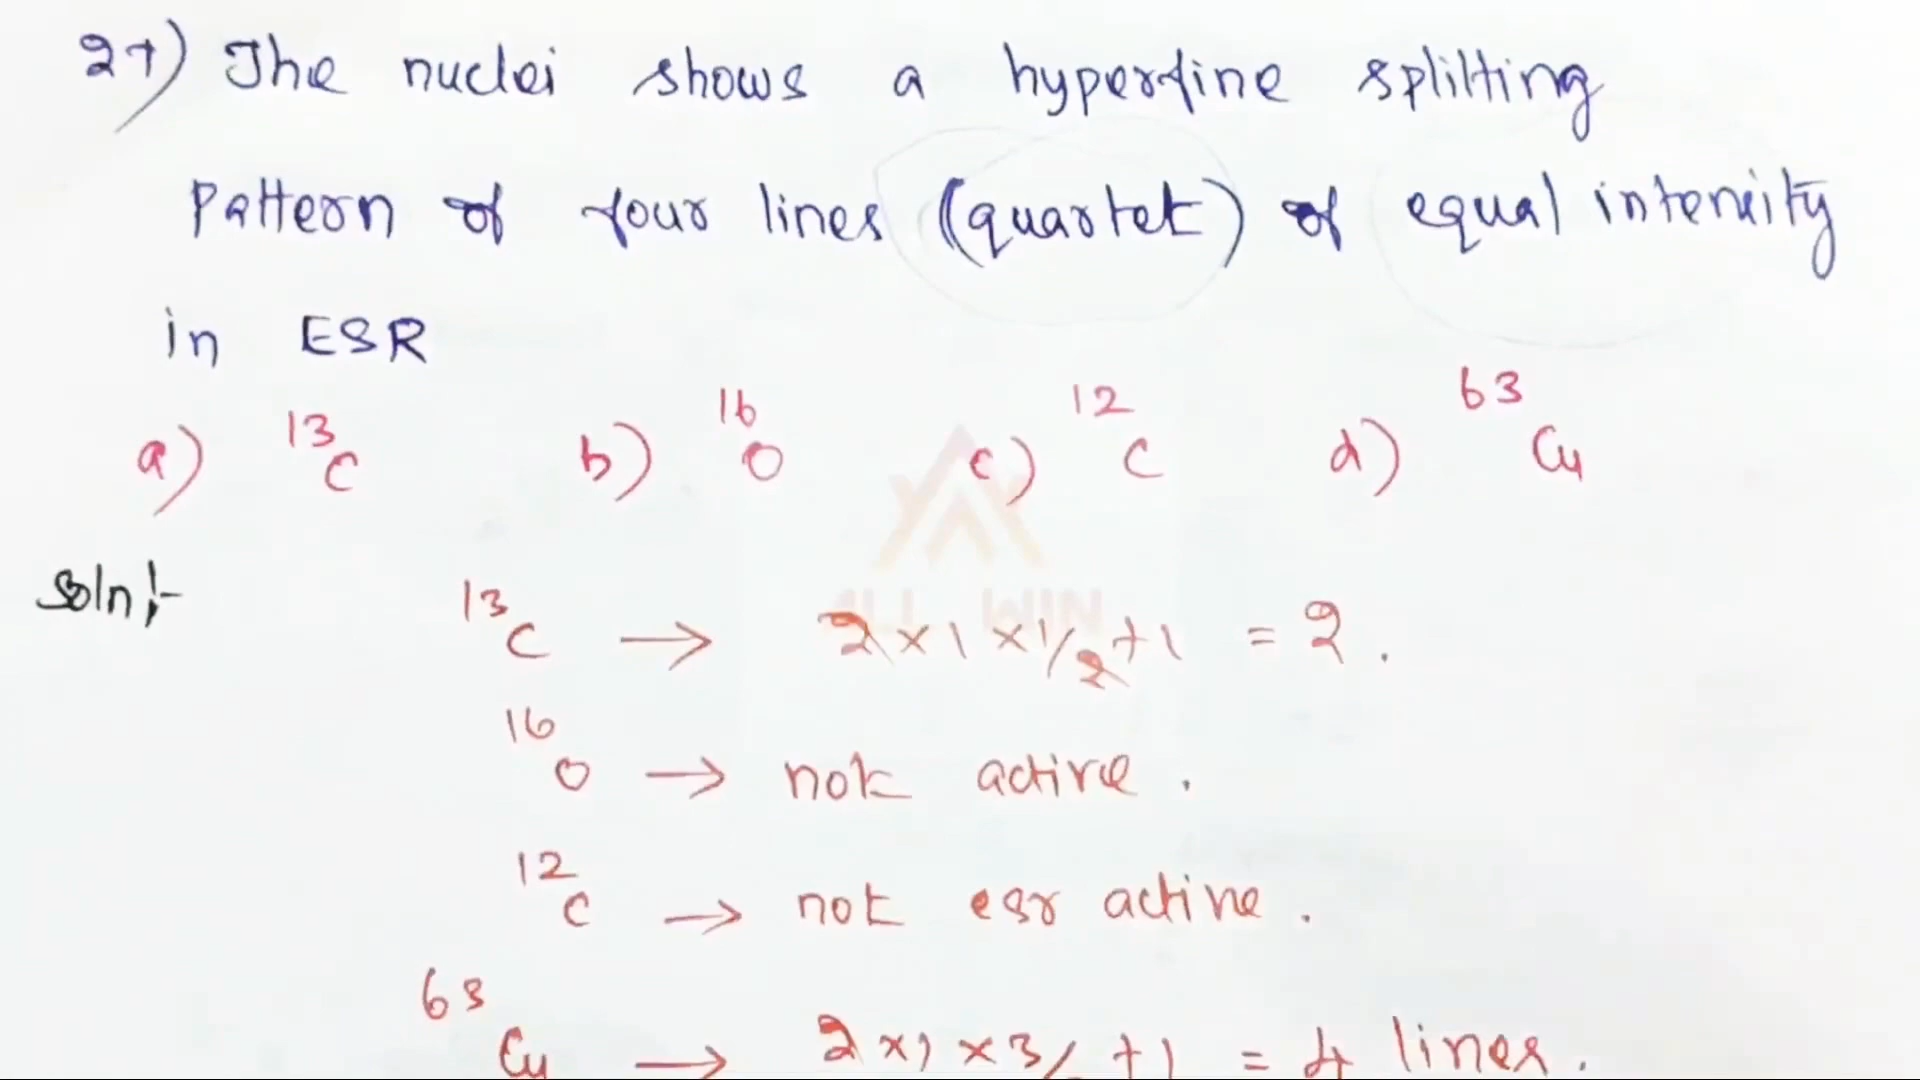 27) The nuclei shows a hyperfine splitting
Pattern of four lines (quartet) of equal intensity
in ESR
a) ¹³C b) ¹⁶O c) ¹²C d) ⁶³Cu
ALL WIN
Soln:-
¹³C → 2×1×1/2+1 = 2.
¹⁶O → not active.
¹²C → not esr active.
⁶³Cu → 2×1×3/ +1 = 4 lines.